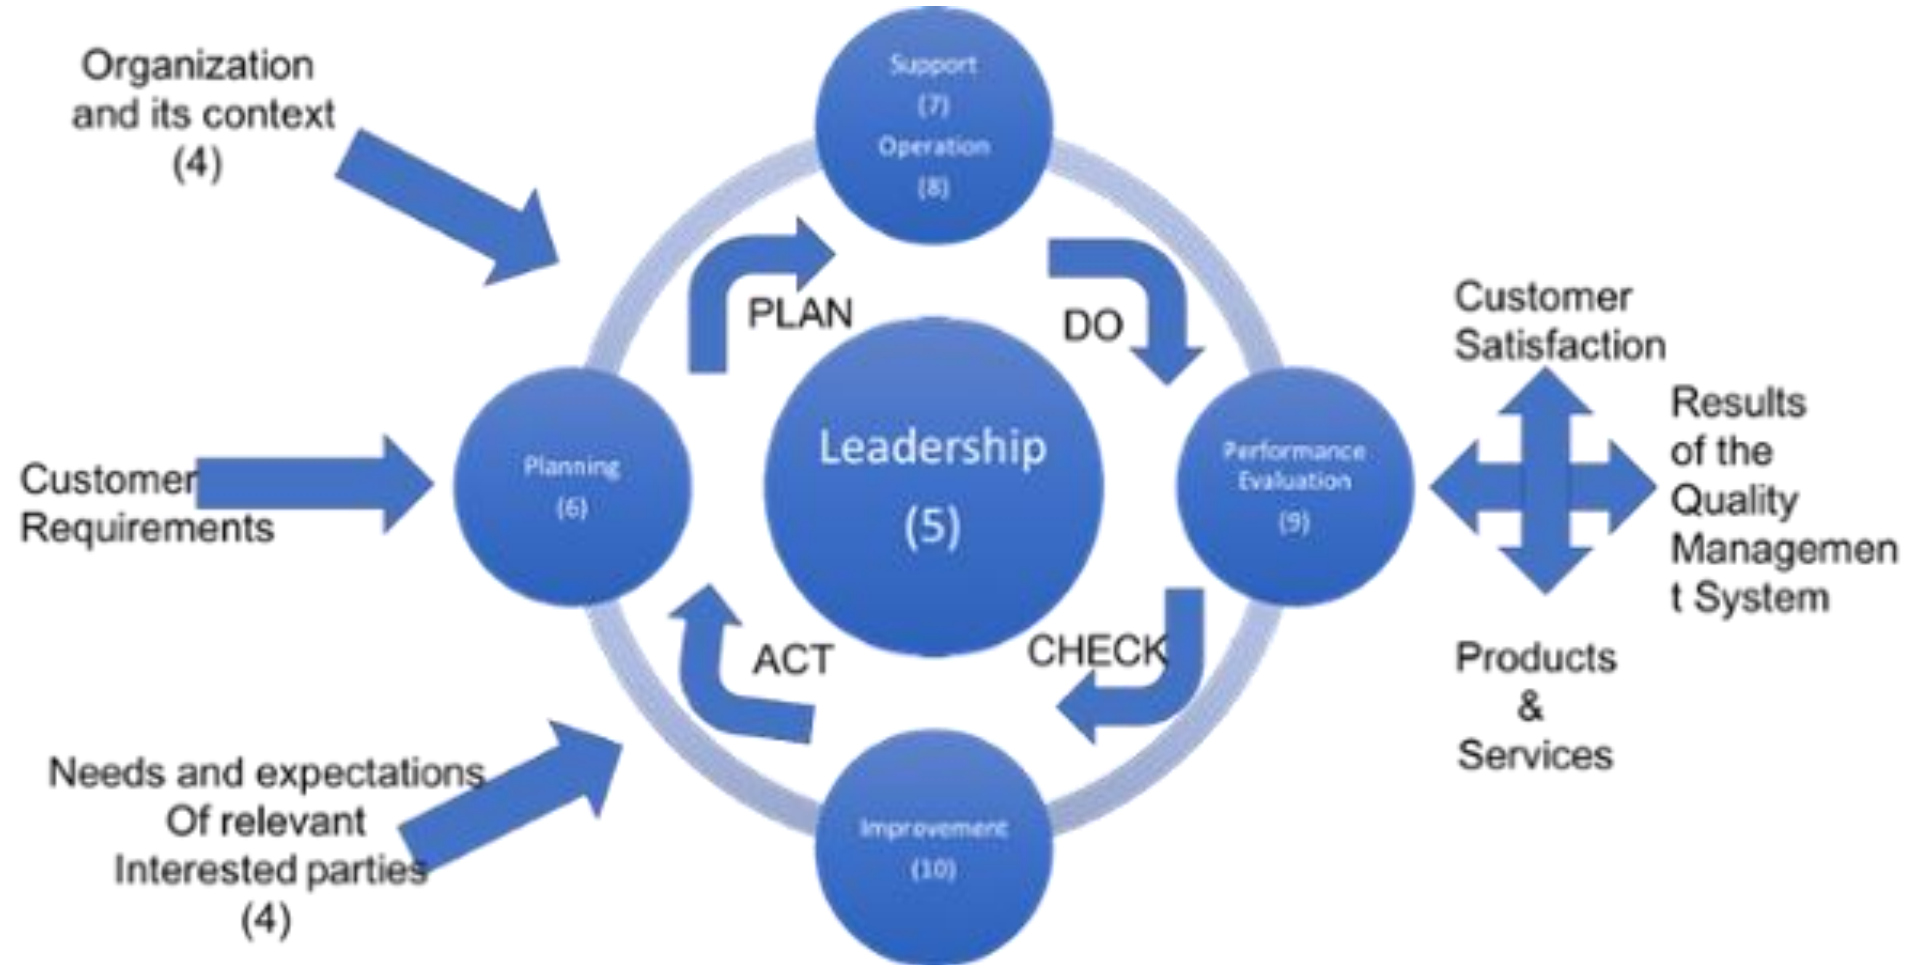 Organization
and its context
(4)
Customer
Requirements
Needs and expectations
Of relevant
Interested parties
(4)
Support
(7)
Operation
(8)
PLAN
DO
Planning
(6)
Leadership
(5)
Performance
Evaluation
(9)
ACT
CHECK
Improvement
(10)
Customer
Satisfaction
Results
of the
Quality
Managemen
t System
Products
&
Services